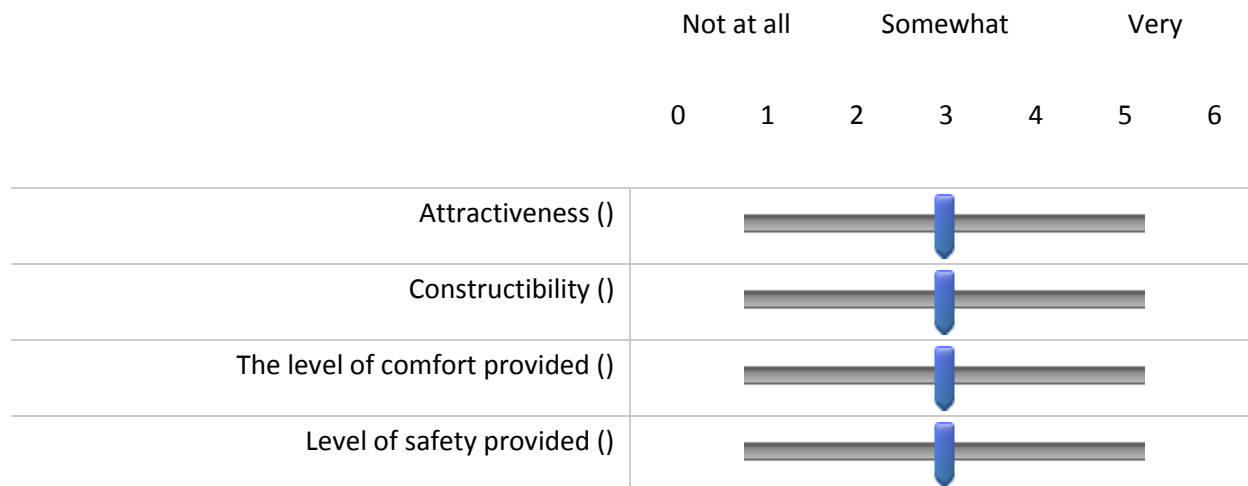 Not at all Somewhat Very
0 1 2 3 4 5 6
Attractiveness ()
Constructibility ()
The level of comfort provided ()
Level of safety provided ()